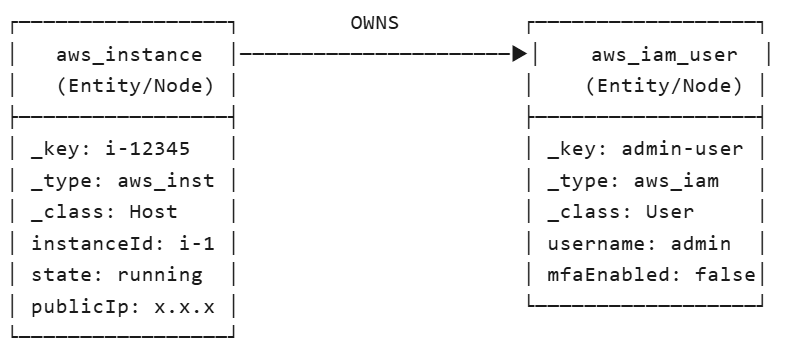 OWNS
aws_instance
(Entity/Node)
_key: i-12345
_type: aws_inst
_class: Host
instanceId: i-1
state: running
publicIp: x.x.x
aws_iam_user
(Entity/Node)
_key: admin-user
_type: aws_iam
_class: User
username: admin
mfaEnabled: false